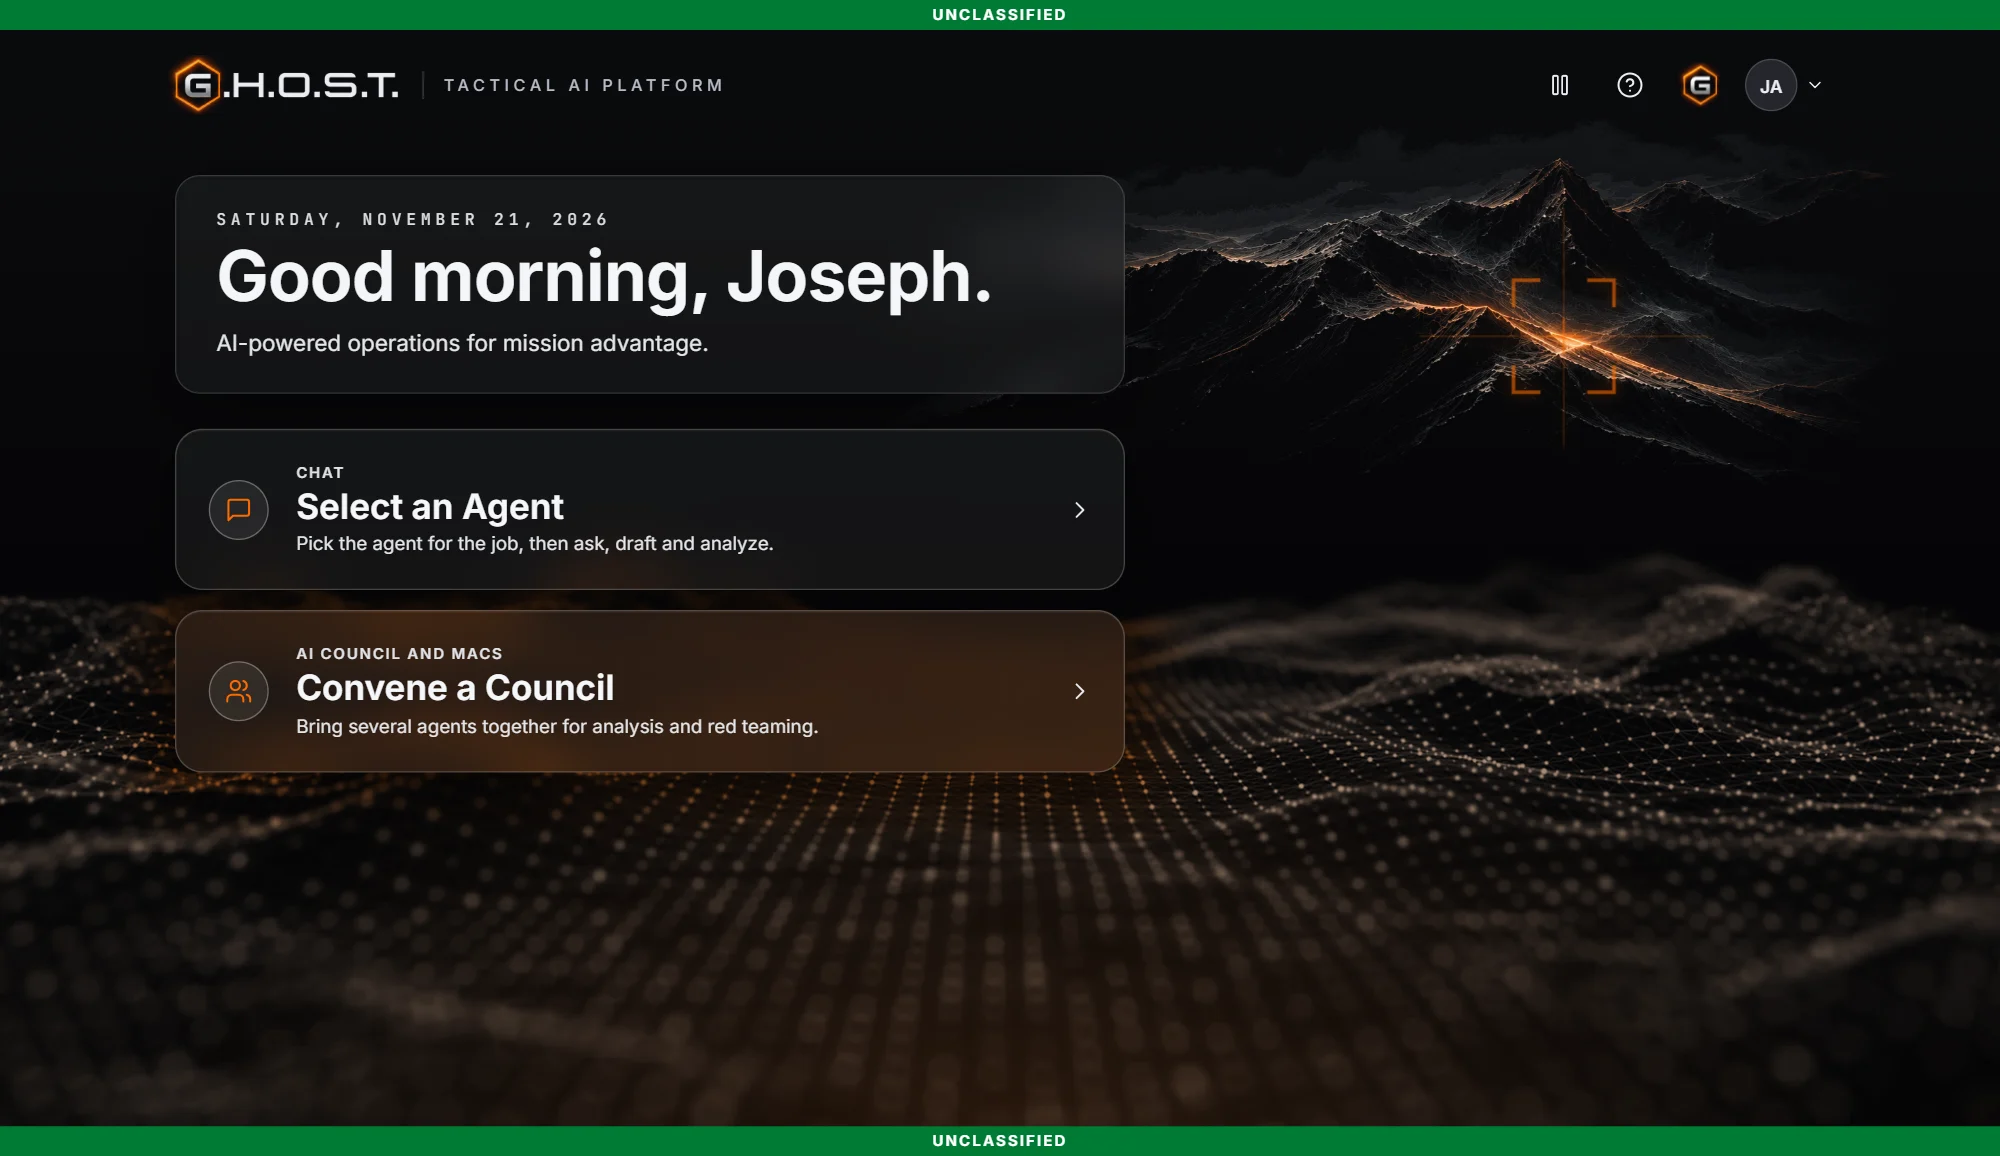 UNCLASSIFIED
G.H.O.S.T.
TACTICAL AI PLATFORM
G
JA
SATURDAY, NOVEMBER 21, 2026
Good morning, Joseph.
AI-powered operations for mission advantage.
CHAT
Select an Agent
Pick the agent for the job, then ask, draft and analyze.
AI COUNCIL AND MACS
Convene a Council
Bring several agents together for analysis and red teaming.
UNCLASSIFIED